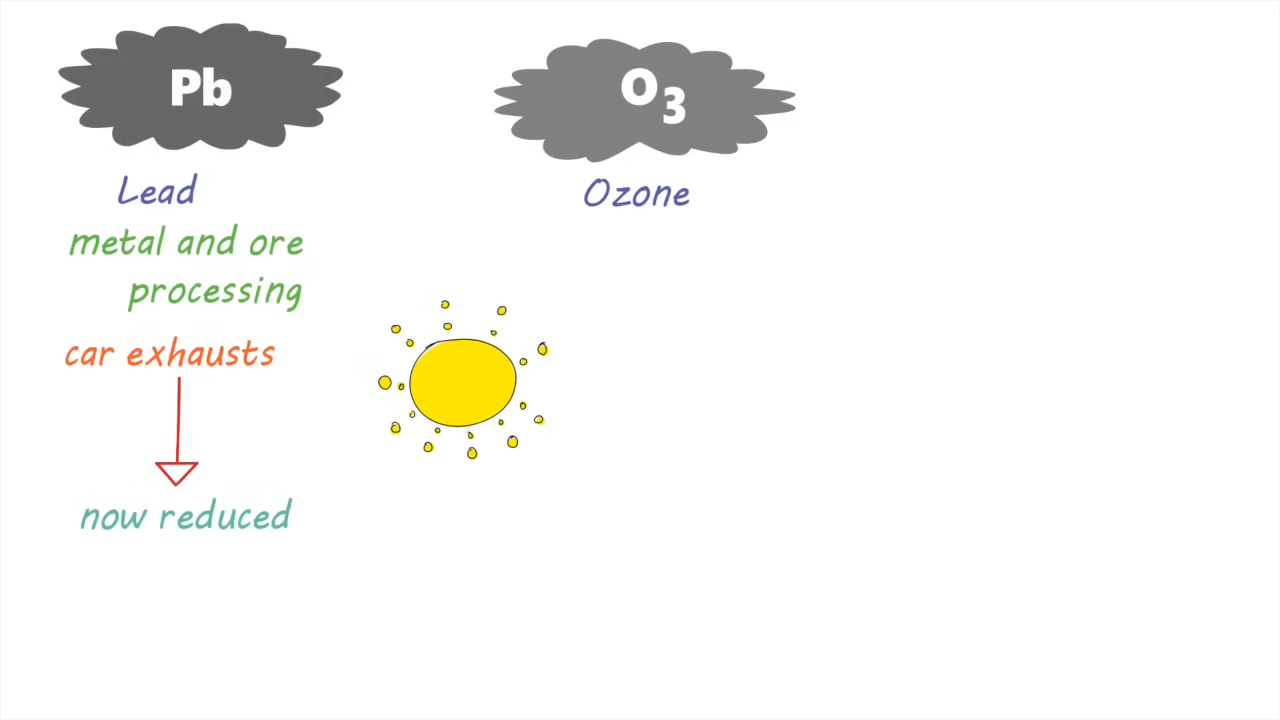 Pb
Lead
metal and ore
processing
car exhausts
now reduced
O₃
Ozone